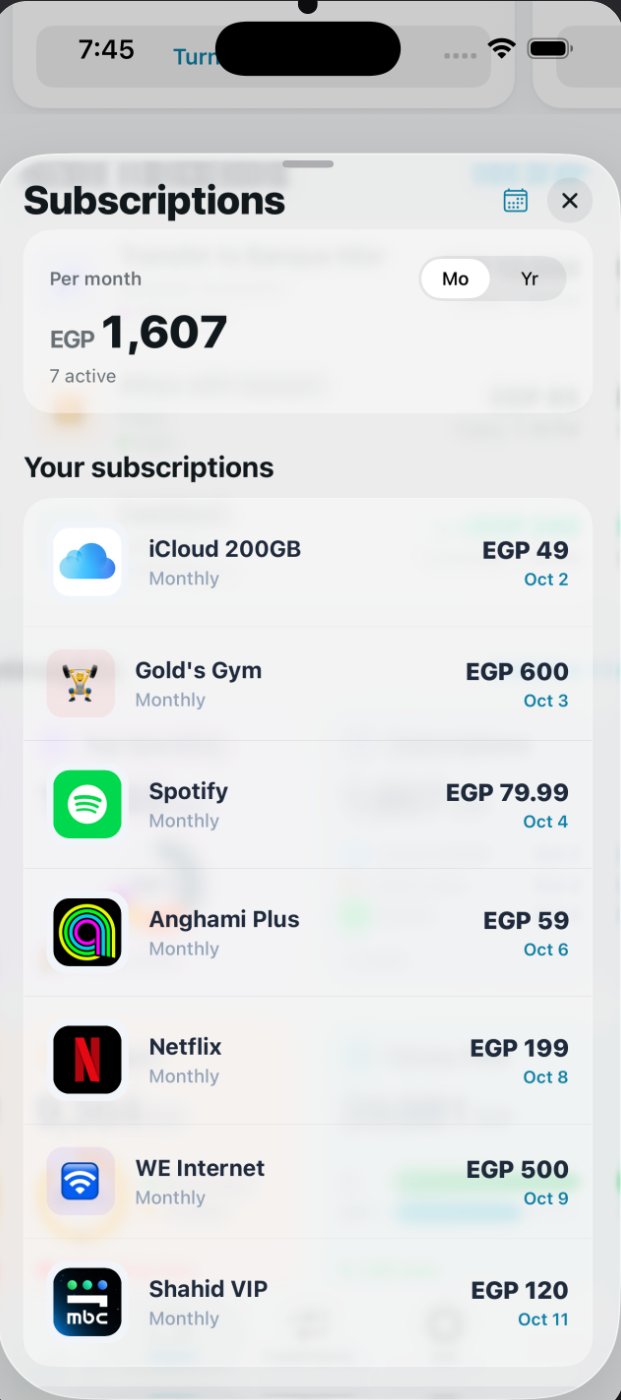 7:45
Turn
Subscriptions
Per month
Mo
Yr
EGP 1,607
7 active
Your subscriptions
iCloud 200GB
EGP 49
Monthly
Oct 2
Gold's Gym
EGP 600
Monthly
Oct 3
Spotify
EGP 79.99
Monthly
Oct 4
Anghami Plus
EGP 59
Monthly
Oct 6
Netflix
EGP 199
Monthly
Oct 8
WE Internet
EGP 500
Monthly
Oct 9
Shahid VIP
EGP 120
mbc
Monthly
Oct 11